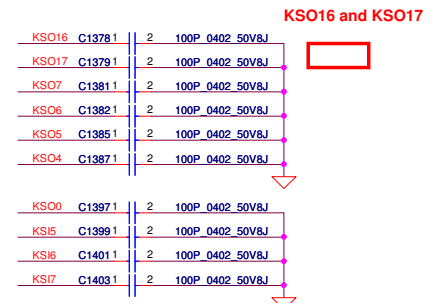 KSO16 and KSO17
KSO16 C1378 1 2 100P_0402_50V8J
KSO17 C1379 1 2 100P_0402_50V8J
KSO7 C1381 1 2 100P_0402_50V8J
KSO6 C1382 1 2 100P_0402_50V8J
KSO5 C1385 1 2 100P_0402_50V8J
KSO4 C1387 1 2 100P_0402_50V8J
KSO0 C1397 1 2 100P_0402_50V8J
KSI5 C1399 1 2 100P_0402_50V8J
KSI6 C1401 1 2 100P_0402_50V8J
KSI7 C1403 1 2 100P_0402_50V8J